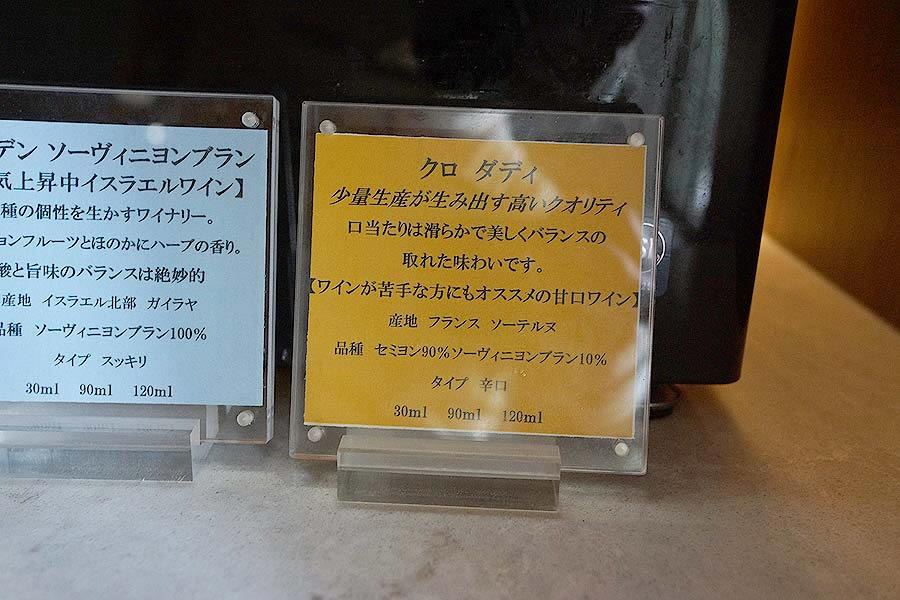 デン ソーヴィニヨンブラン
気上昇中イスラエルワイン】
種の個性を生かすワイナリー。
ョンフルーツとほのかにハーブの香り。
酸と旨味のバランスは絶妙的
産地 イスラエル北部 ガイラヤ
品種 ソーヴィニヨンブラン100%
タイプ スッキリ
30ml 90ml 120ml
クロ ダディ
少量生産が生み出す高いクオリティ
口当たりは滑らかで美しくバランスの
取れた味わいです。
【ワインが苦手な方にもオススメの甘口ワイン】
産地 フランス ソーテルヌ
品種 セミヨン90%ソーヴィニヨンブラン10%
タイプ 辛口
30ml 90ml 120ml